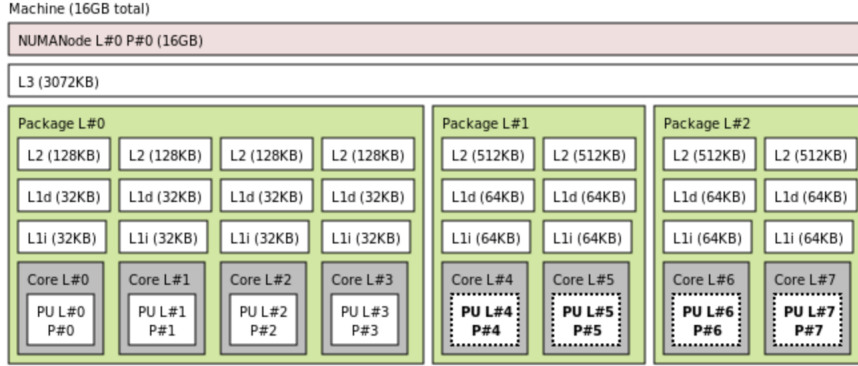 Machine (16GB total)
NUMANode L#0 P#0 (16GB)
L3 (3072KB)
Package L#0
L2 (128KB) L2 (128KB) L2 (128KB) L2 (128KB)
L1d (32KB) L1d (32KB) L1d (32KB) L1d (32KB)
L1i (32KB) L1i (32KB) L1i (32KB) L1i (32KB)
Core L#0 Core L#1 Core L#2 Core L#3
PU L#0 PU L#1 PU L#2 PU L#3
P#0 P#1 P#2 P#3
Package L#1
L2 (512KB) L2 (512KB)
L1d (64KB) L1d (64KB)
L1i (64KB) L1i (64KB)
Core L#4 Core L#5
PU L#4 PU L#5
P#4 P#5
Package L#2
L2 (512KB) L2 (512KB)
L1d (64KB) L1d (64KB)
L1i (64KB) L1i (64KB)
Core L#6 Core L#7
PU L#6 PU L#7
P#6 P#7